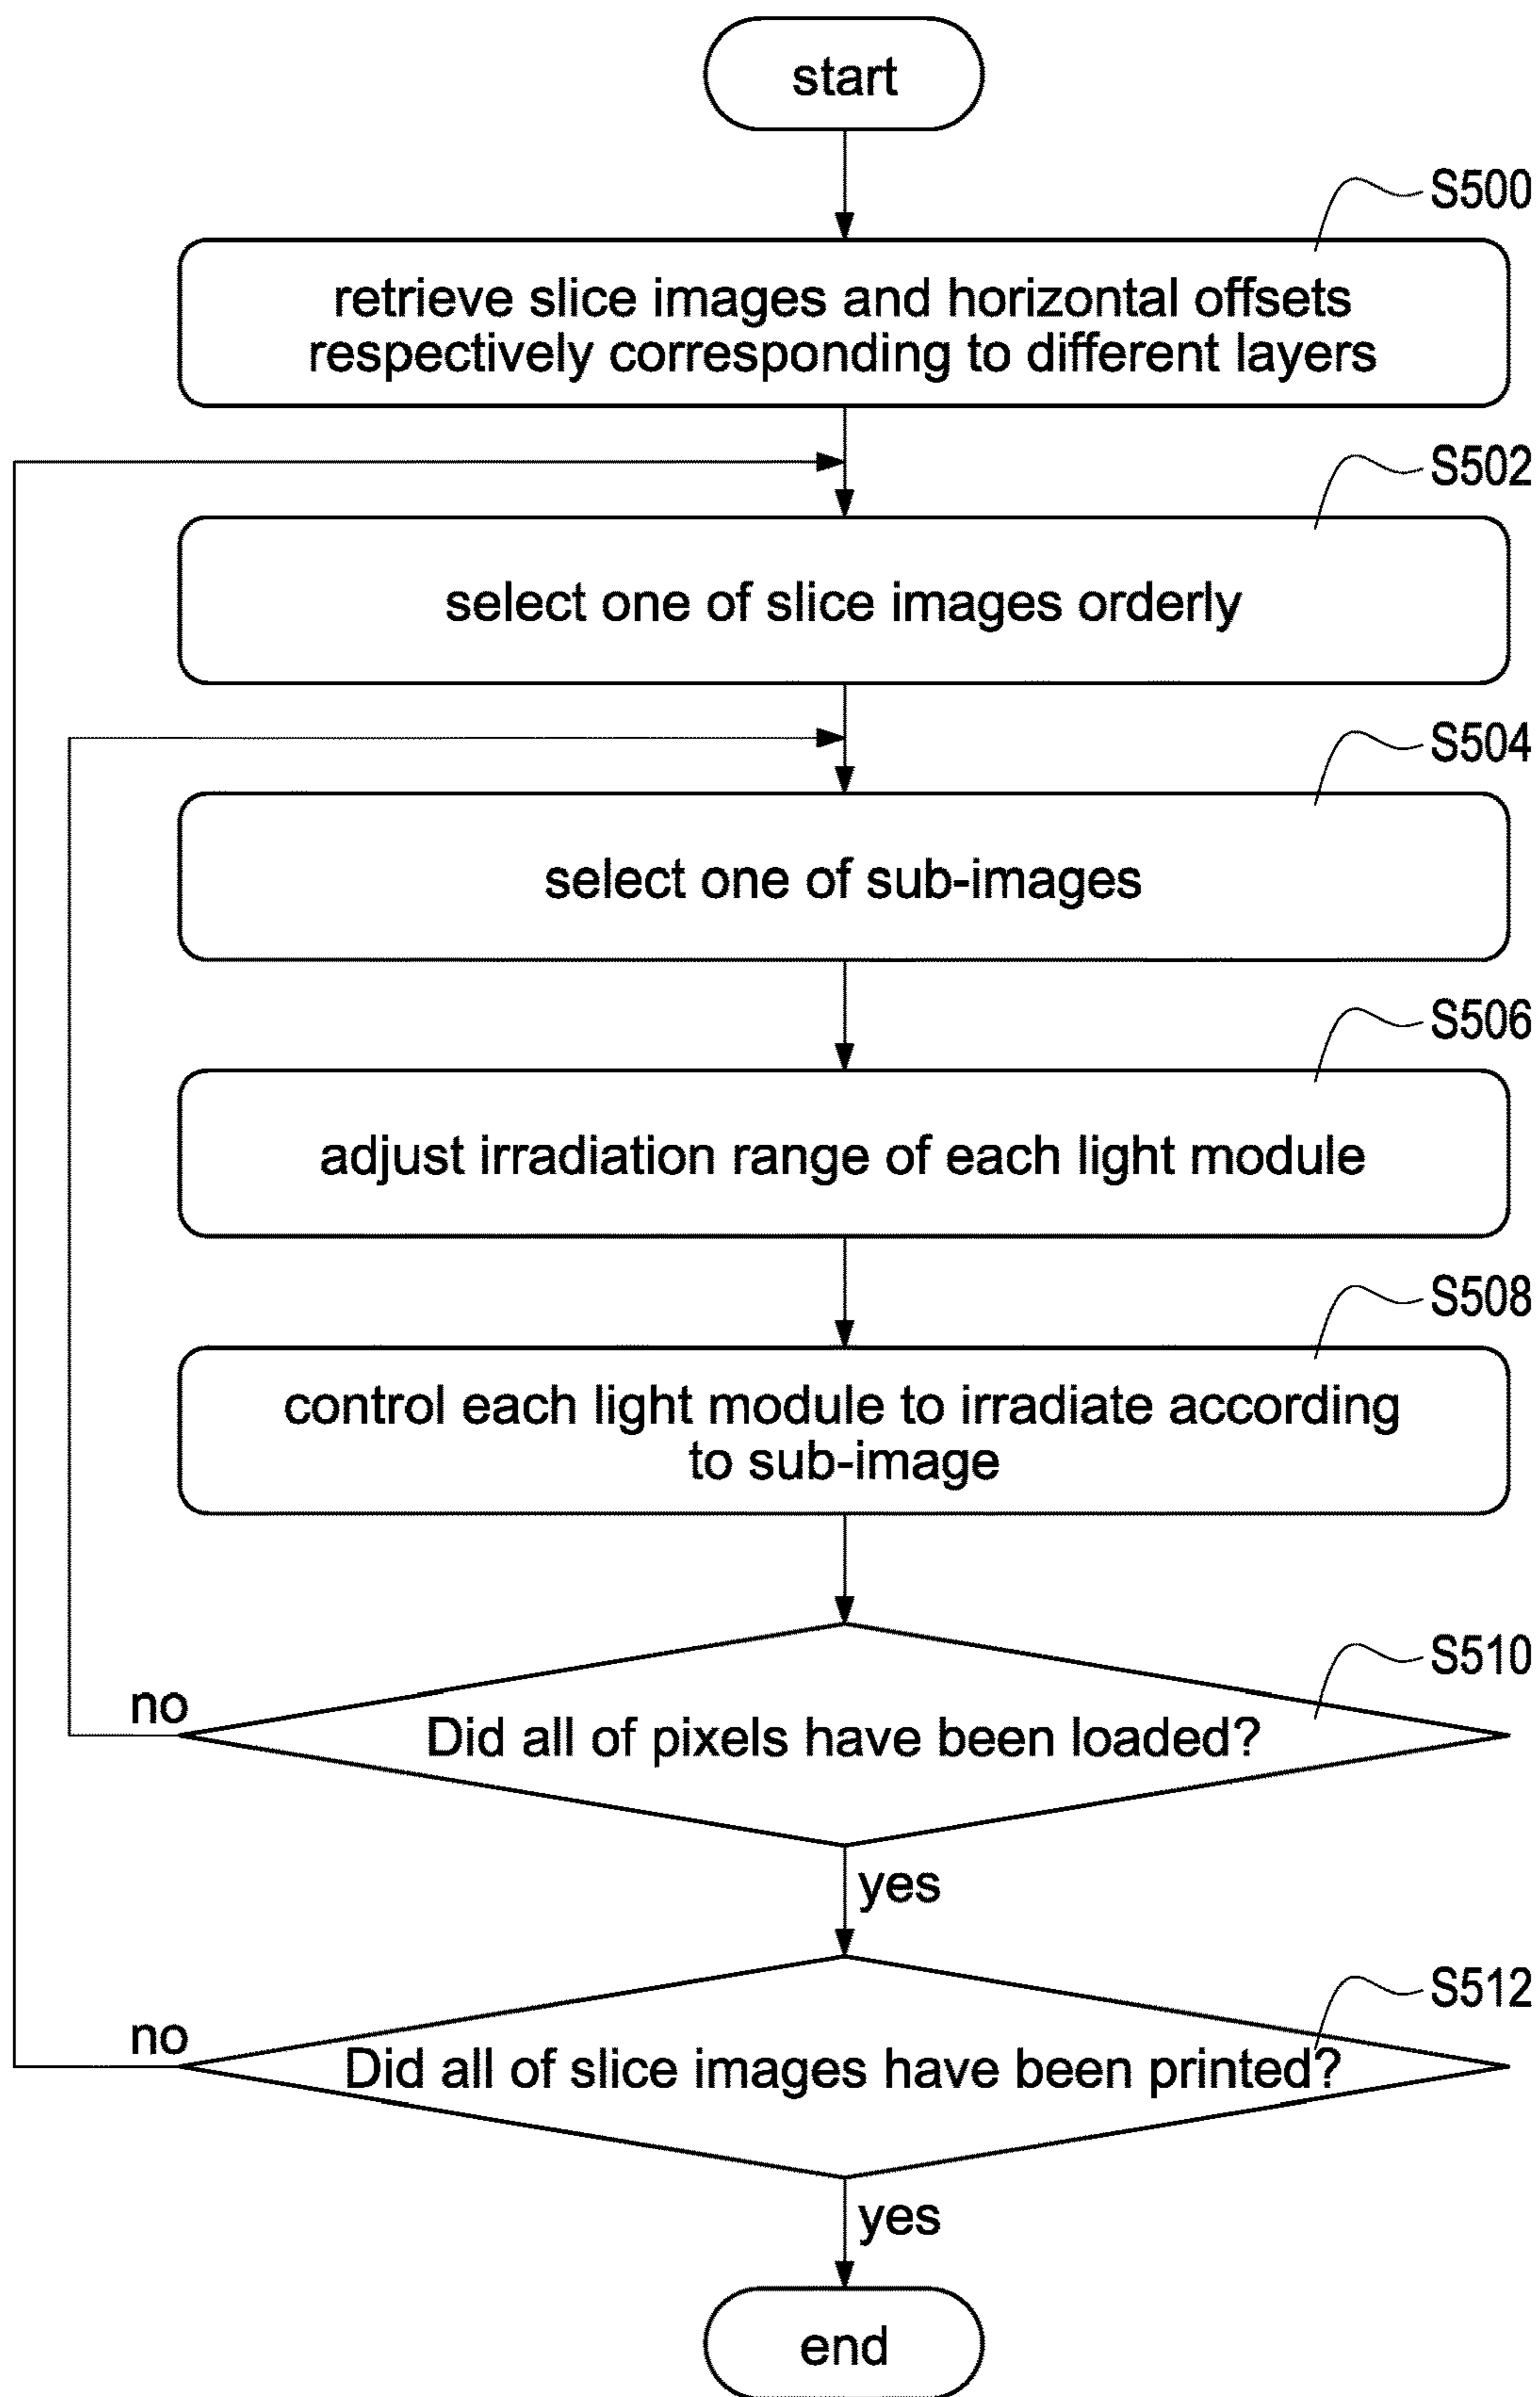 start
S500
retrieve slice images and horizontal offsets
respectively corresponding to different layers
S502
select one of slice images orderly
S504
select one of sub-images
S506
adjust irradiation range of each light module
S508
control each light module to irradiate according
to sub-image
S510
no
Did all of pixels have been loaded?
yes
S512
no
Did all of slice images have been printed?
yes
end